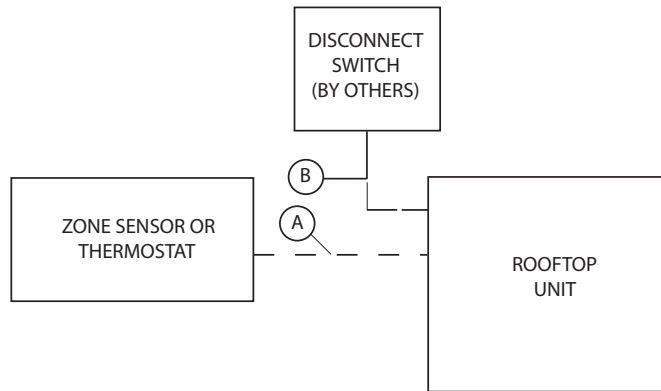 DISCONNECT
SWITCH
(BY OTHERS)
B
ZONE SENSOR OR
THERMOSTAT
A
ROOFTOP
UNIT